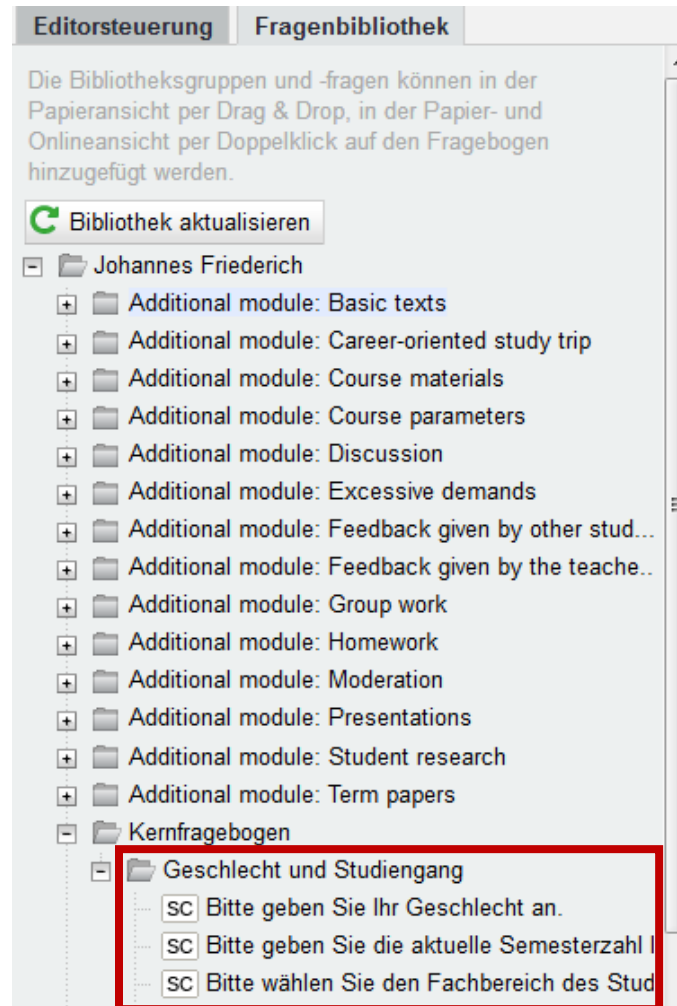 Editorsteuerung Fragenbibliothek
Die Bibliotheksgruppen und -fragen können in der
Papieransicht per Drag & Drop, in der Papier- und
Onlineansicht per Doppelklick auf den Fragebogen
hinzugefügt werden.
Bibliothek aktualisieren
Johannes Friederich
Additional module: Basic texts
Additional module: Career-oriented study trip
Additional module: Course materials
Additional module: Course parameters
Additional module: Discussion
Additional module: Excessive demands
Additional module: Feedback given by other stud...
Additional module: Feedback given by the teache..
Additional module: Group work
Additional module: Homework
Additional module: Moderation
Additional module: Presentations
Additional module: Student research
Additional module: Term papers
Kernfragebogen
Geschlecht und Studiengang
SC Bitte geben Sie Ihr Geschlecht an.
SC Bitte geben Sie die aktuelle Semesterzahl I
SC Bitte wählen Sie den Fachbereich des Stud